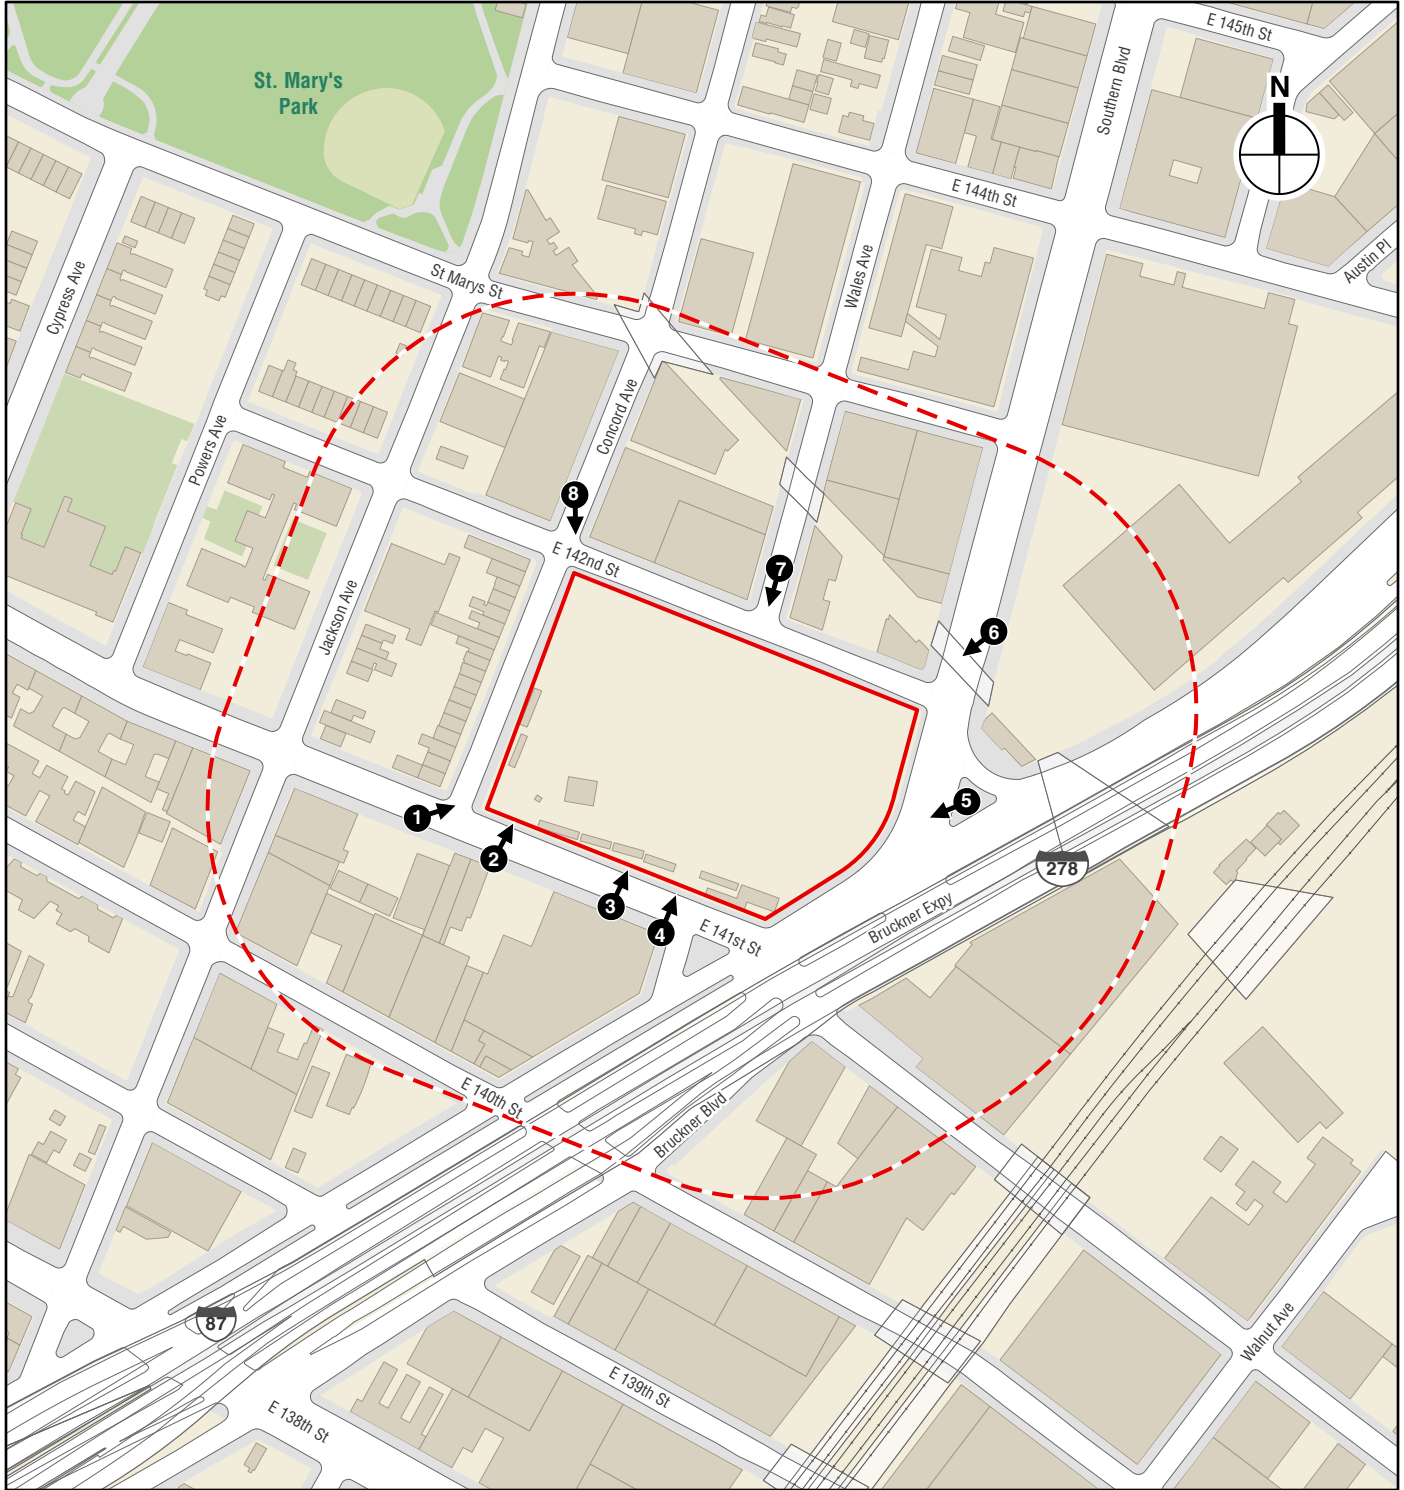 E 145th St
N
St. Mary's
Park
Southern Blvd
E 144th St
Austin Pl
Wales Ave
St Marys St
Cypress Ave
Concord Ave
Powers Ave
8
E 142nd St
7
Jackson Ave
6
5
1
2
278
3
4
E 141st St
Bruckner Expy
E 140th St
Bruckner Blvd
87
Walnut Ave
E 139th St
E 138th St